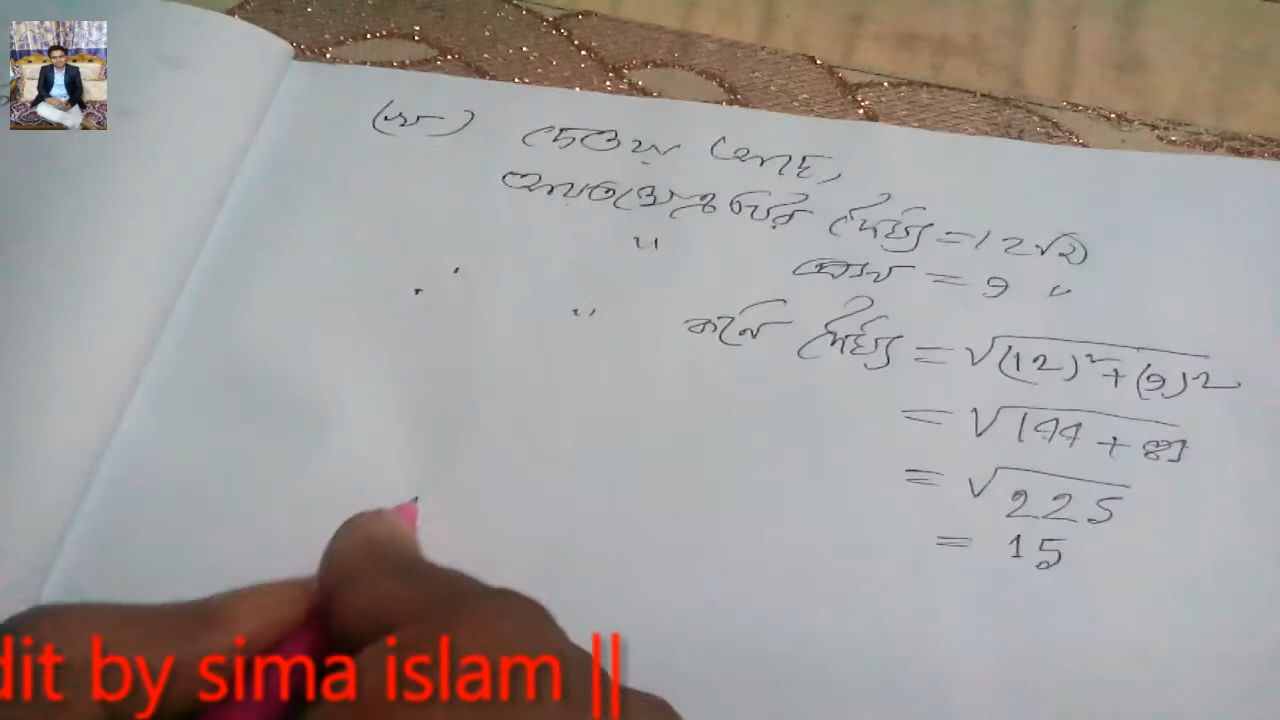 দেওয়া আছে,
আয়তক্ষেত্রটির দৈর্ঘ্য = 12
" = 9 "
" কর্ণের দৈর্ঘ্য = √(12)² + (9)²
= √144 + 81
= √225
= 15
dit by sima islam ||